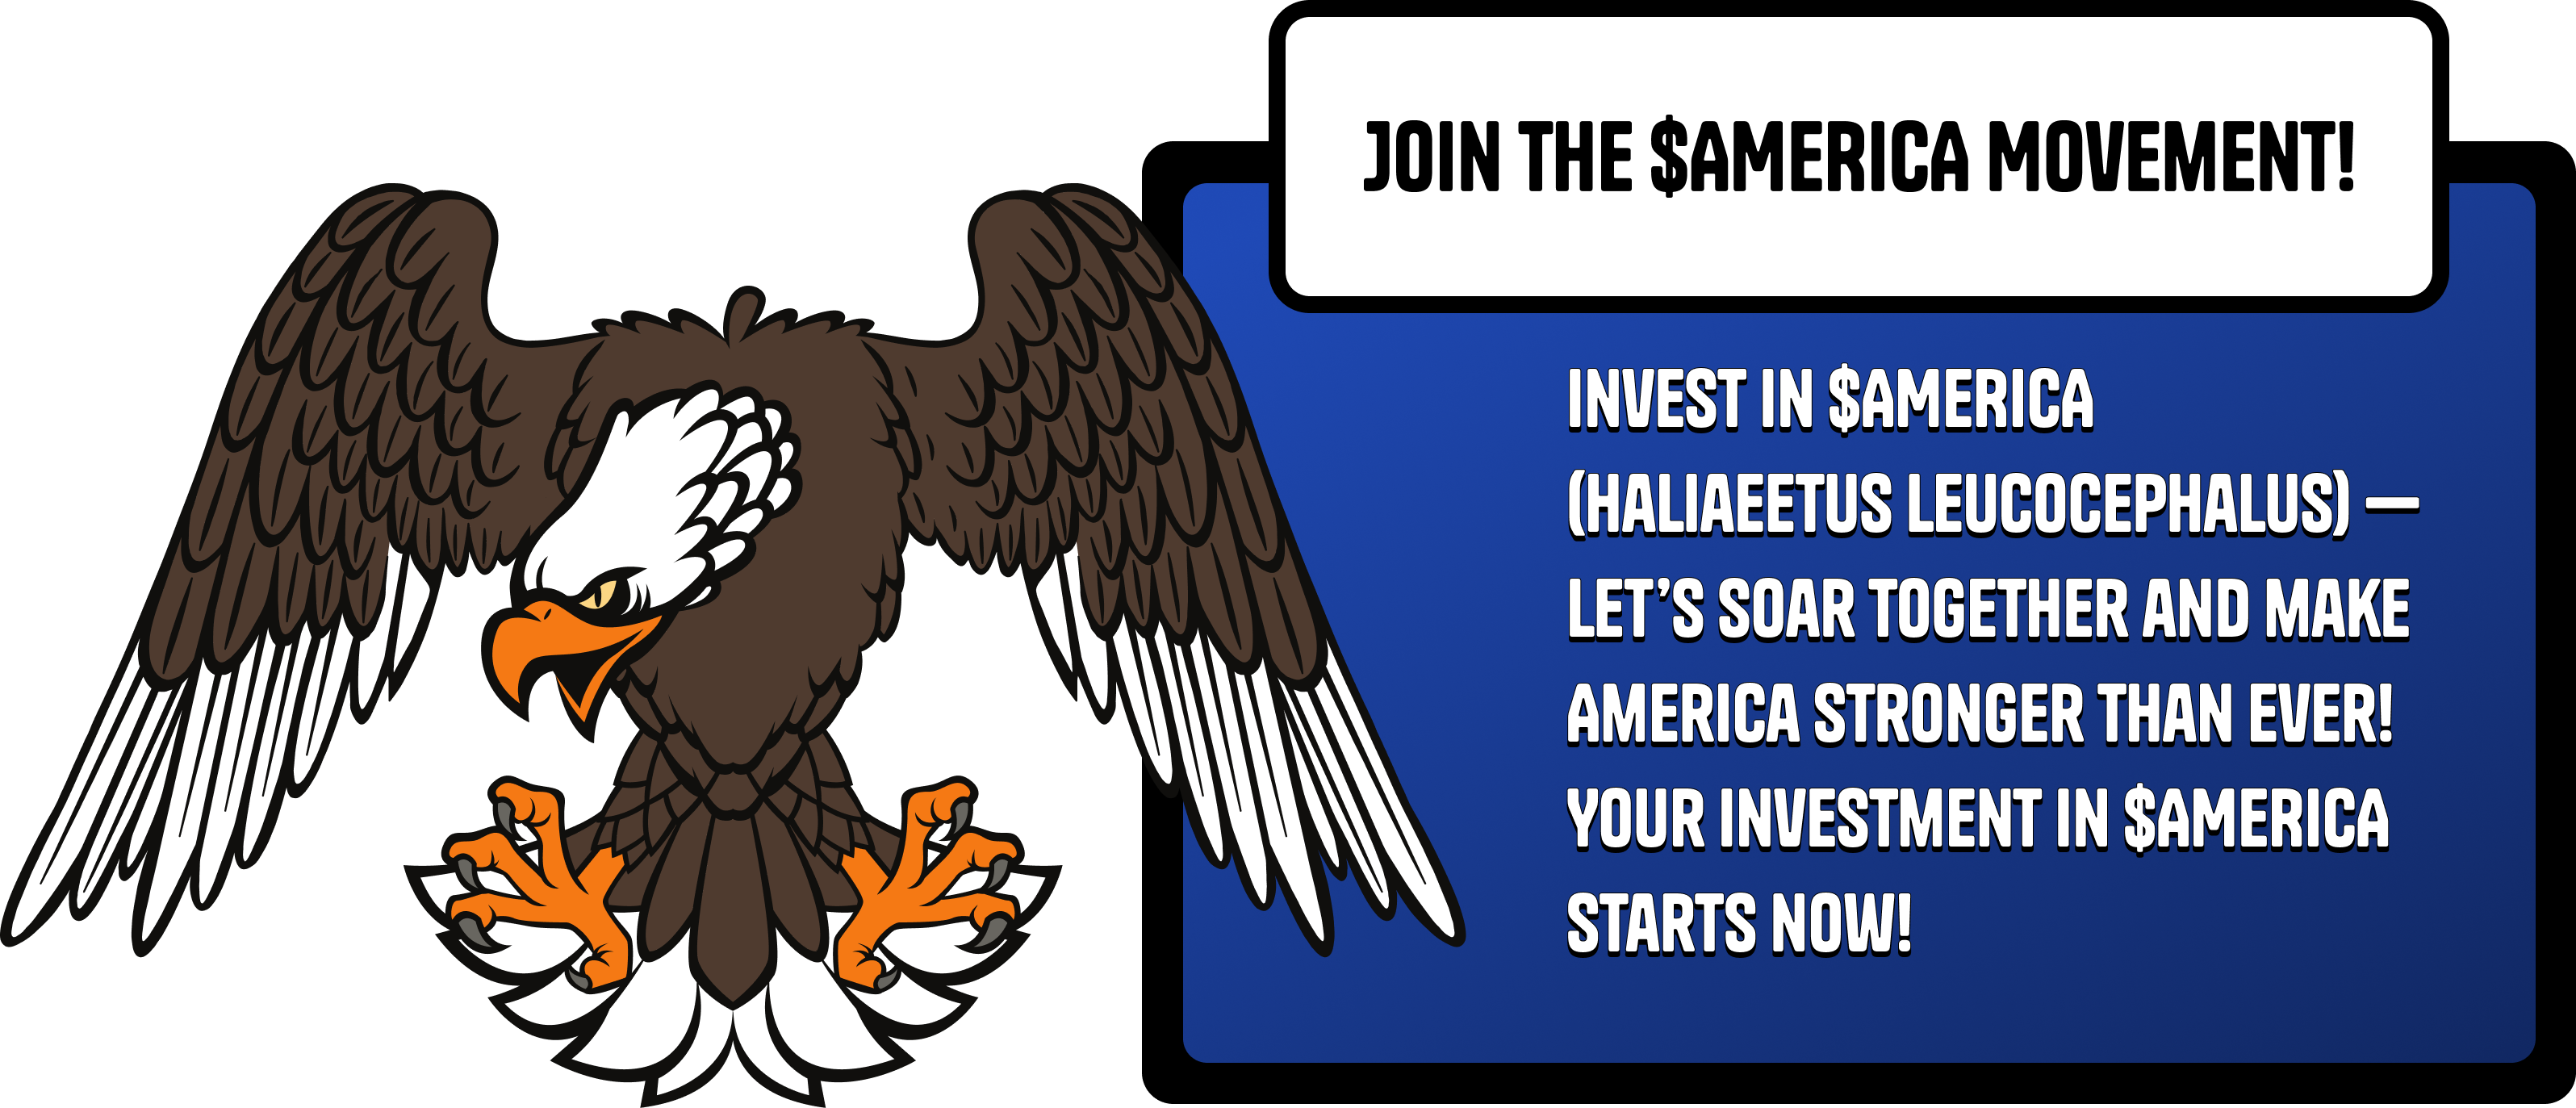 JOIN THE $AMERICA MOVEMENT!
INVEST IN $AMERICA
(HALIAEETUS LEUCOCEPHALUS) —
LET’S SOAR TOGETHER AND MAKE
AMERICA STRONGER THAN EVER!
YOUR INVESTMENT IN $AMERICA
STARTS NOW!